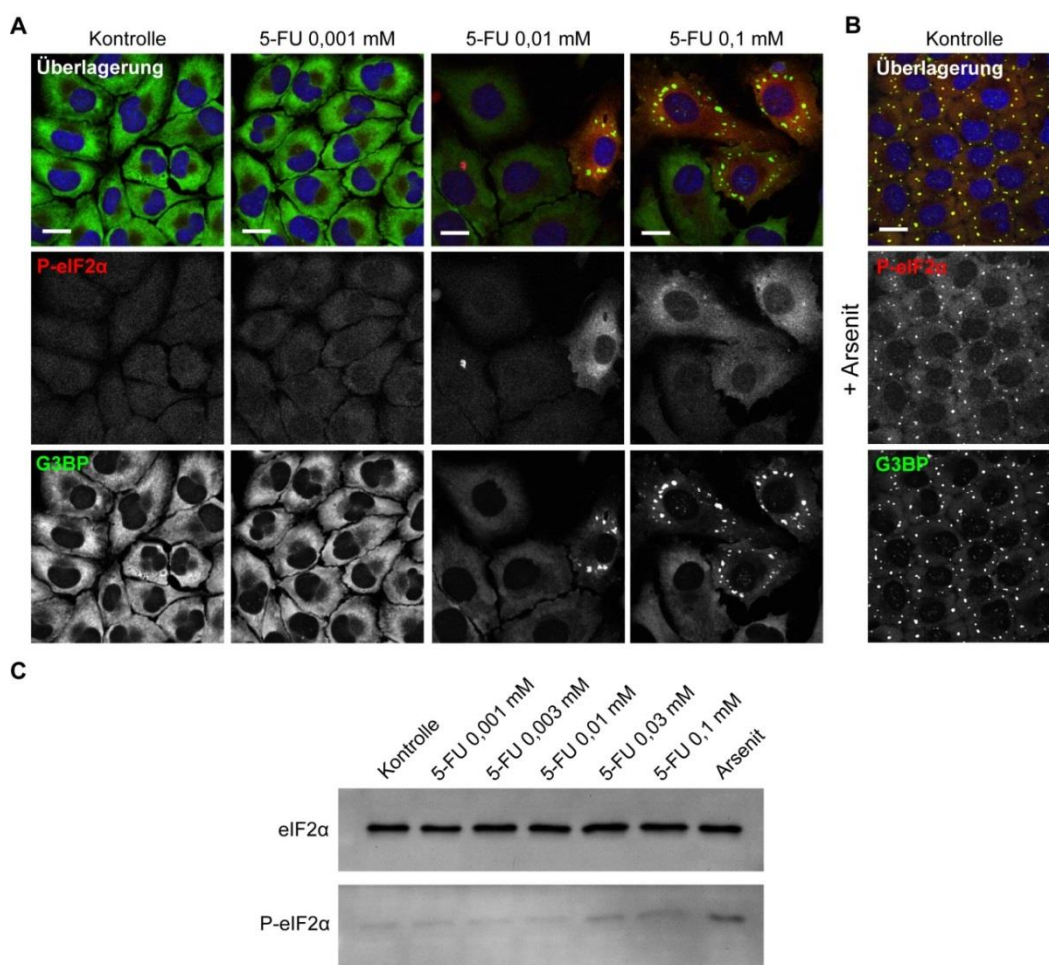 A
Kontrolle
5-FU 0,001 mM
5-FU 0,01 mM
5-FU 0,1 mM
Überlagerung
P-eIF2α
G3BP
B
Kontrolle
Überlagerung
P-eIF2α
G3BP
+ Arsenit
C
Kontrolle
5-FU 0,001 mM
5-FU 0,003 mM
5-FU 0,01 mM
5-FU 0,03 mM
5-FU 0,1 mM
Arsenit
eIF2α
P-eIF2α